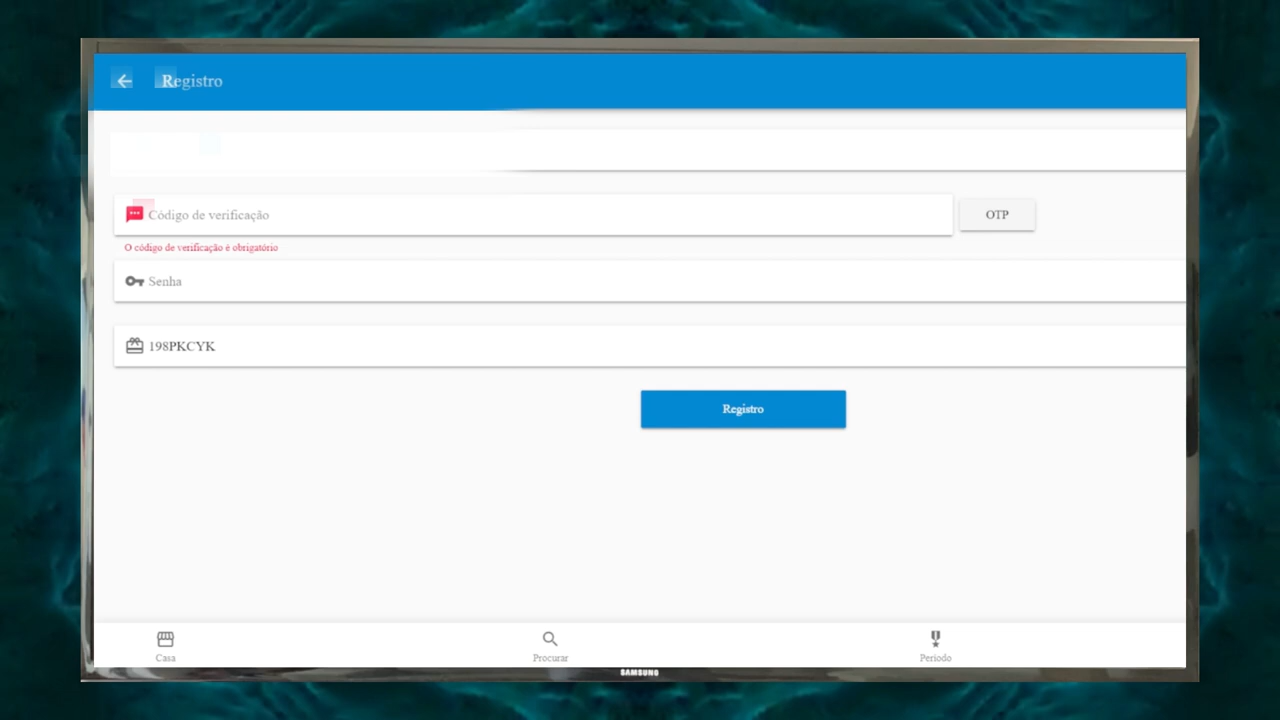 Registro
Código de verificação
OTP
O código de verificação é obrigatório
Senha
198PKCYK
Registro
Casa
Procurar
Período
SAMSUNG